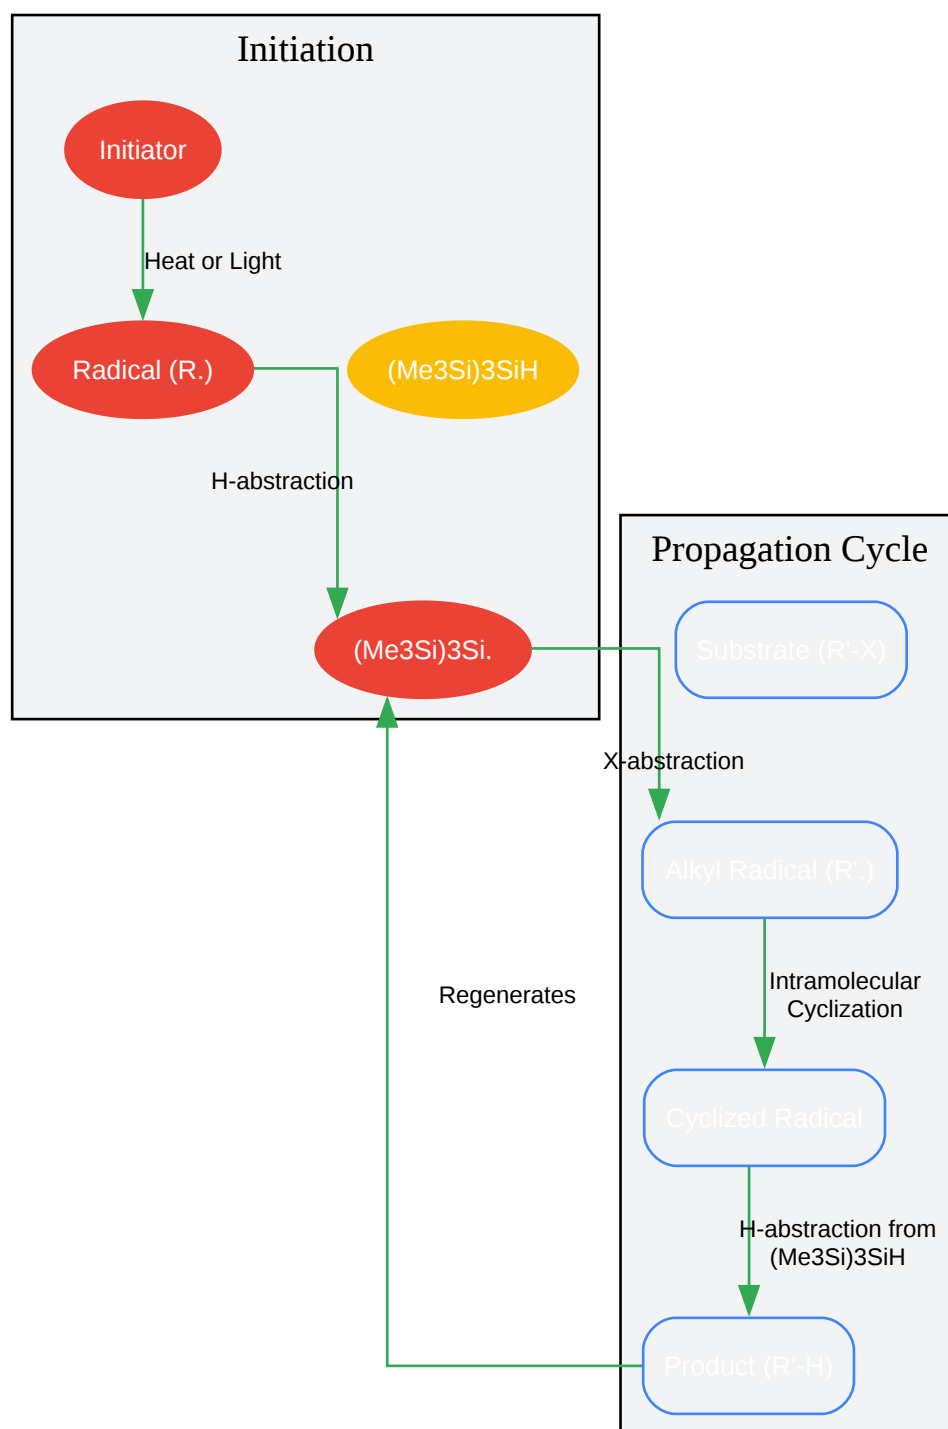 Initiation
Initiator
Heat or Light
Radical (R.)
(Me3Si)3SiH
H-abstraction
(Me3Si)3Si.
Propagation Cycle
Substrate (R'-X)
X-abstraction
Alkyl Radical (R'.)
Intramolecular
Cyclization
Regenerates
Cyclized Radical
H-abstraction from
(Me3Si)3SiH
Product (R'-H)